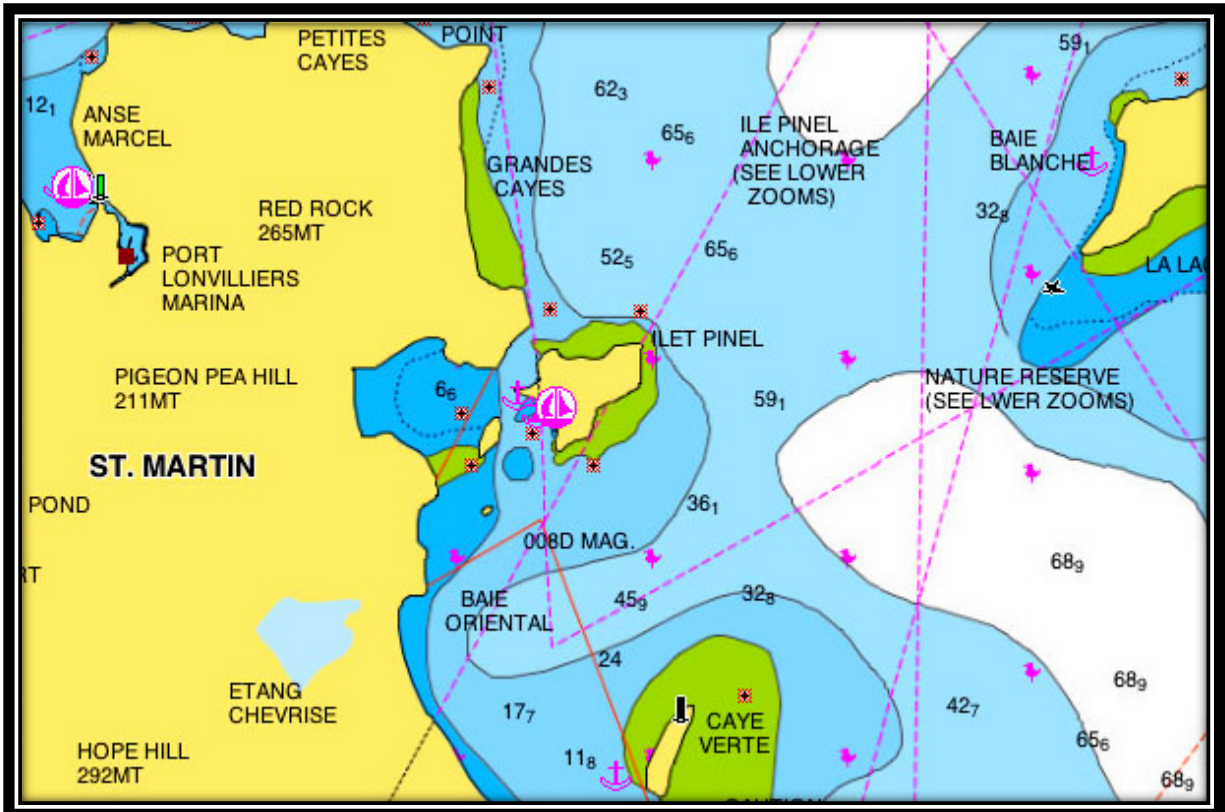 PETITES
CAYES
POINT
59₁
12₁
62₃
ANSE
MARCEL
65₆
ILE PINEL
ANCHORAGE
(SEE LOWER
ZOOMS)
BAIE
BLANCHE
GRANDES
CAYES
RED ROCK
265MT
32₈
PORT
LONVILLIERS
MARINA
52₅
65₆
LA LAG
ILET PINEL
PIGEON PEA HILL
211MT
6₆
59₁
NATURE RESERVE
(SEE LWER ZOOMS)
ST. MARTIN
POND
36₁
008D MAG.
RT
68₉
BAIE
ORIENTAL
45₉
32₈
24
ETANG
CHEVRISE
17₇
CAYE
VERTE
42₇
68₉
65₆
HOPE HILL
292MT
11₈
68₉
CAUTION